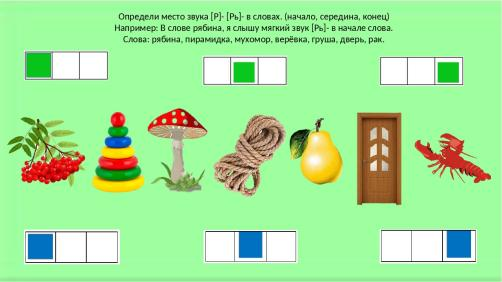 Определи место звука [Р]- [Рь]- в словах. (начало, середина, конец)
Например: В слове рябина, я слышу мягкий звук [Рь]- в начале слова.
Слова: рябина, пирамидка, мухомор, верёвка, груша, дверь, рак.